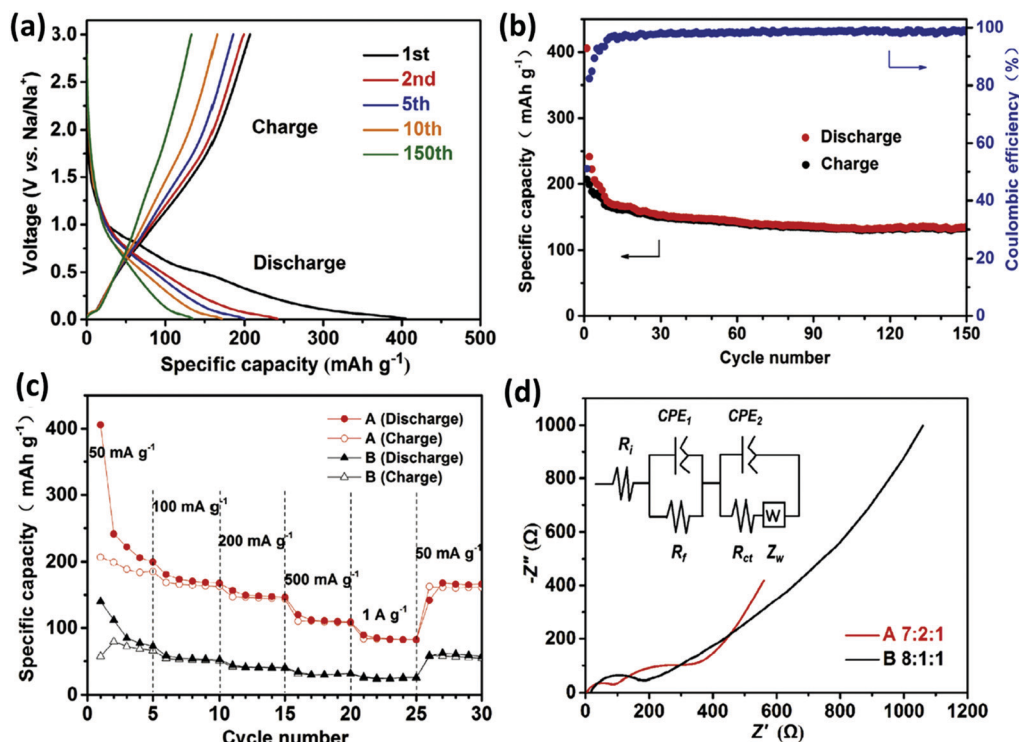 (a)
3.0
2.5
2.0
1.5
1.0
0.5
0.0
Voltage (V vs. Na/Na⁺)
1st
2nd
5th
10th
150th
Charge
Discharge
0 100 200 300 400 500
Specific capacity (mAh g⁻¹)
(b)
400
300
200
100
0
Specific capacity ( mAh g⁻¹)
Discharge
Charge
100
80
60
40
20
0
Coulombic efficiency (%)
0 30 60 90 120 150
Cycle number
(c)
400
300
200
100
0
Specific capacity ( mAh g⁻¹)
A (Discharge)
A (Charge)
B (Discharge)
B (Charge)
50 mA g⁻¹
100 mA g⁻¹
200 mA g⁻¹
500 mA g⁻¹
1 A g⁻¹
50 mA g⁻¹
0 5 10 15 20 25 30
Cycle number
(d)
1000
800
600
400
200
0
-Z″ (Ω)
CPE₁
CPE₂
Rᵢ
R_f
R_ct
W
Z_w
A 7:2:1
B 8:1:1
0 200 400 600 800 1000 1200
Z′ (Ω)